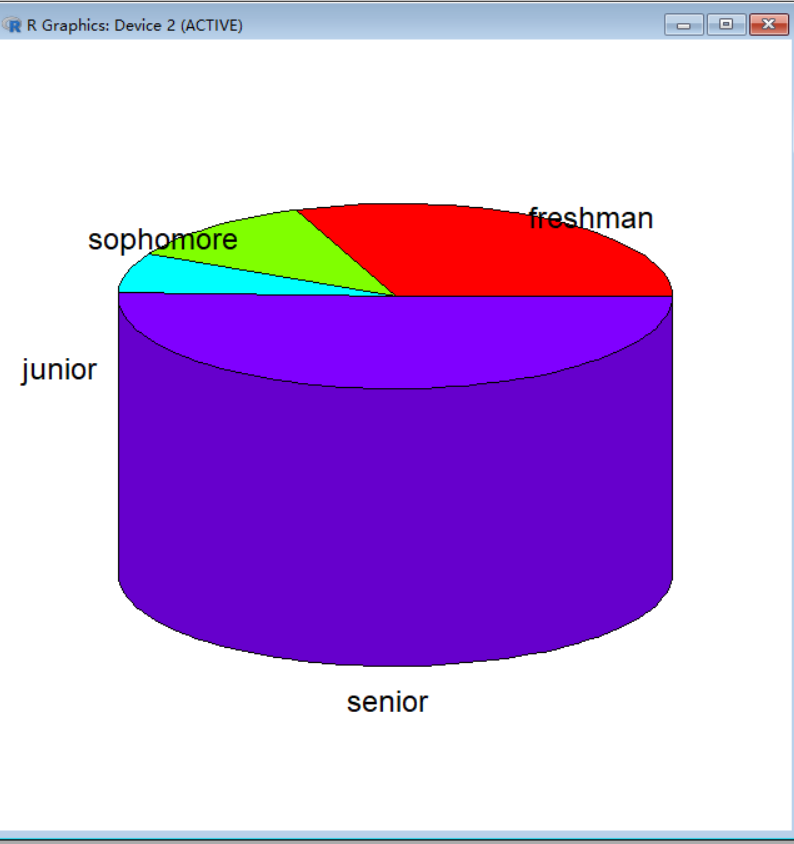 R Graphics: Device 2 (ACTIVE)
freshman
sophomore
junior
senior